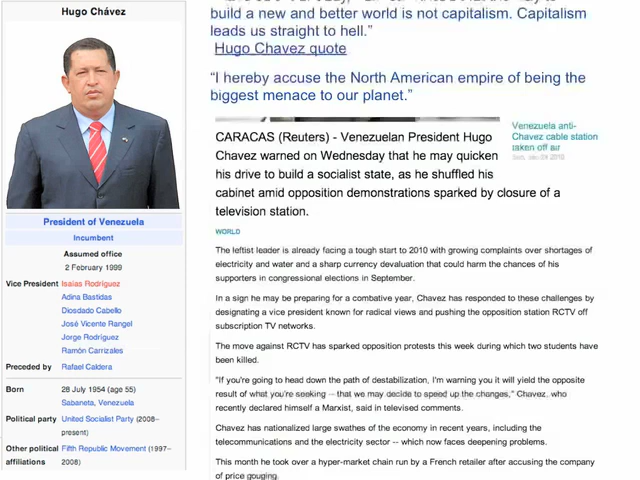 Hugo Chávez
President of Venezuela
Incumbent
Assumed office
2 February 1999
Vice President Isaías Rodríguez
Adina Bastidas
Diosdado Cabello
José Vicente Rangel
Jorge Rodríguez
Ramón Carrizales
Preceded by Rafael Caldera
Born 28 July 1954 (age 55)
Sabaneta, Venezuela
Political party United Socialist Party (2008–
present)
Other political Fifth Republic Movement (1997–
affiliations 2008)
build a new and better world is not capitalism. Capitalism
leads us straight to hell.”
Hugo Chavez quote
“I hereby accuse the North American empire of being the
biggest menace to our planet.”
CARACAS (Reuters) - Venezuelan President Hugo
Chavez warned on Wednesday that he may quicken
his drive to build a socialist state, as he shuffled his
cabinet amid opposition demonstrations sparked by closure of a
television station.
Venezuela anti-
Chavez cable station
taken off air
WORLD
The leftist leader is already facing a tough start to 2010 with growing complaints over shortages of
electricity and water and a sharp currency devaluation that could harm the chances of his
supporters in congressional elections in September.
In a sign he may be preparing for a combative year, Chavez has responded to these challenges by
designating a vice president known for radical views and pushing the opposition station RCTV off
subscription TV networks.
The move against RCTV has sparked opposition protests this week during which two students have
been killed.
"If you're going to head down the path of destabilization, I'm warning you it will yield the opposite
result of what you're seeking -- that we may decide to speed up the changes," Chavez, who
recently declared himself a Marxist, said in televised comments.
Chavez has nationalized large swathes of the economy in recent years, including the
telecommunications and the electricity sector -- which now faces deepening problems.
This month he took over a hyper-market chain run by a French retailer after accusing the company
of price gouging.